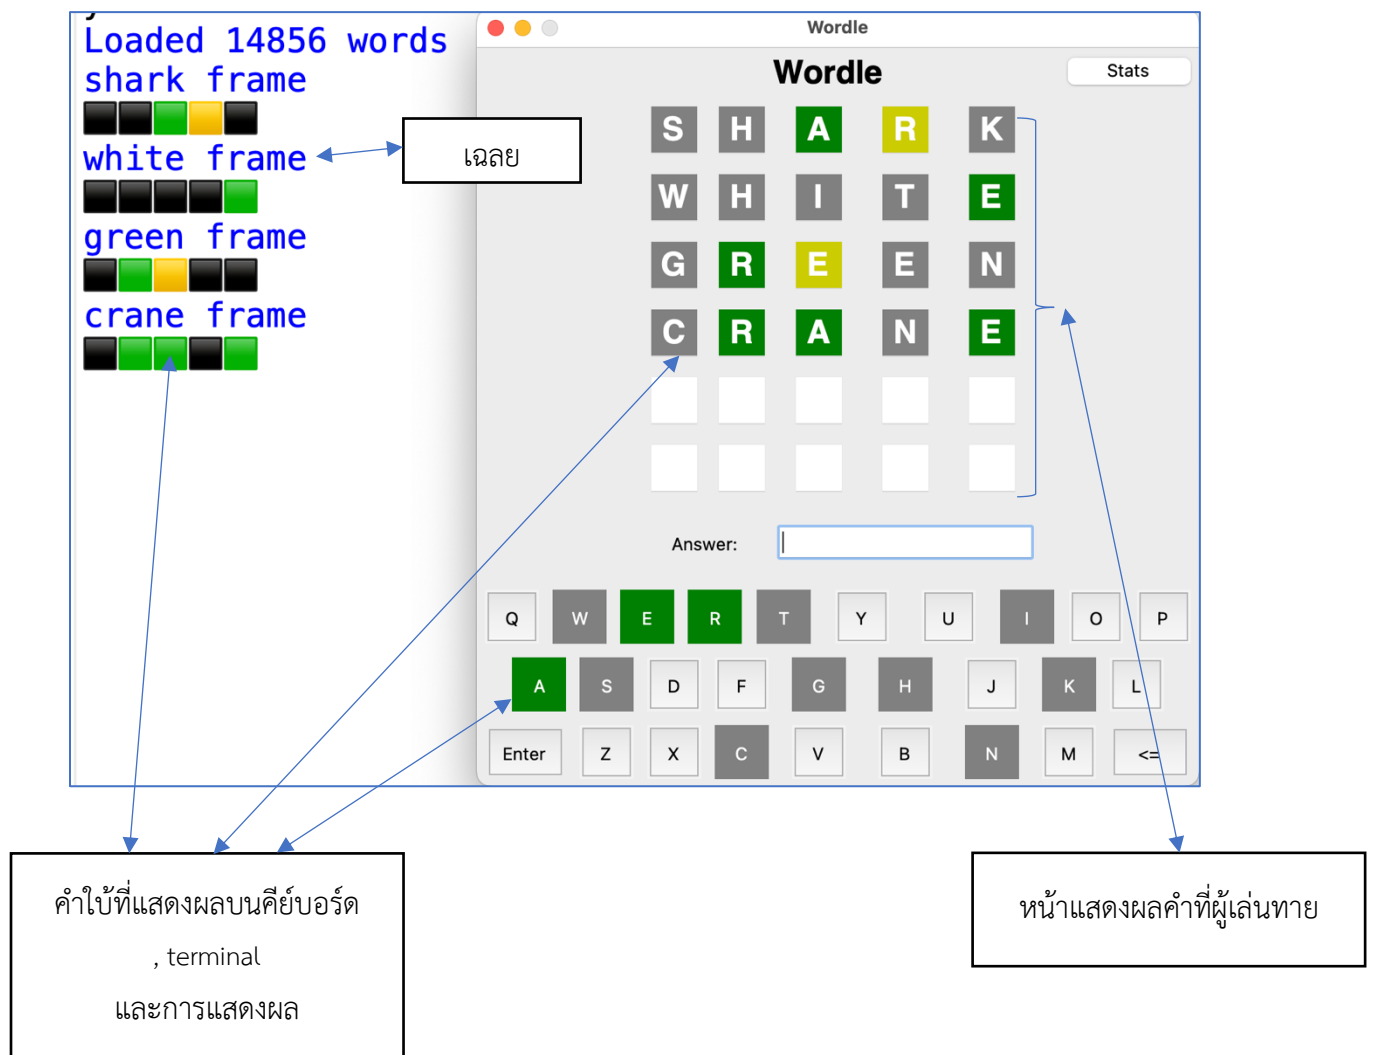 Loaded 14856 words
shark frame
white frame
green frame
crane frame
เฉลย
Wordle
Wordle
Stats
S H A R K
W H I T E
G R E E N
C R A N E
Answer:
Q W E R T Y U I O P
A S D F G H J K L
Enter Z X C V B N M <=
คำใบ้ที่แสดงผลบนคีย์บอร์ด
, terminal
และการแสดงผล
หน้าแสดงผลคำที่ผู้เล่นทาย